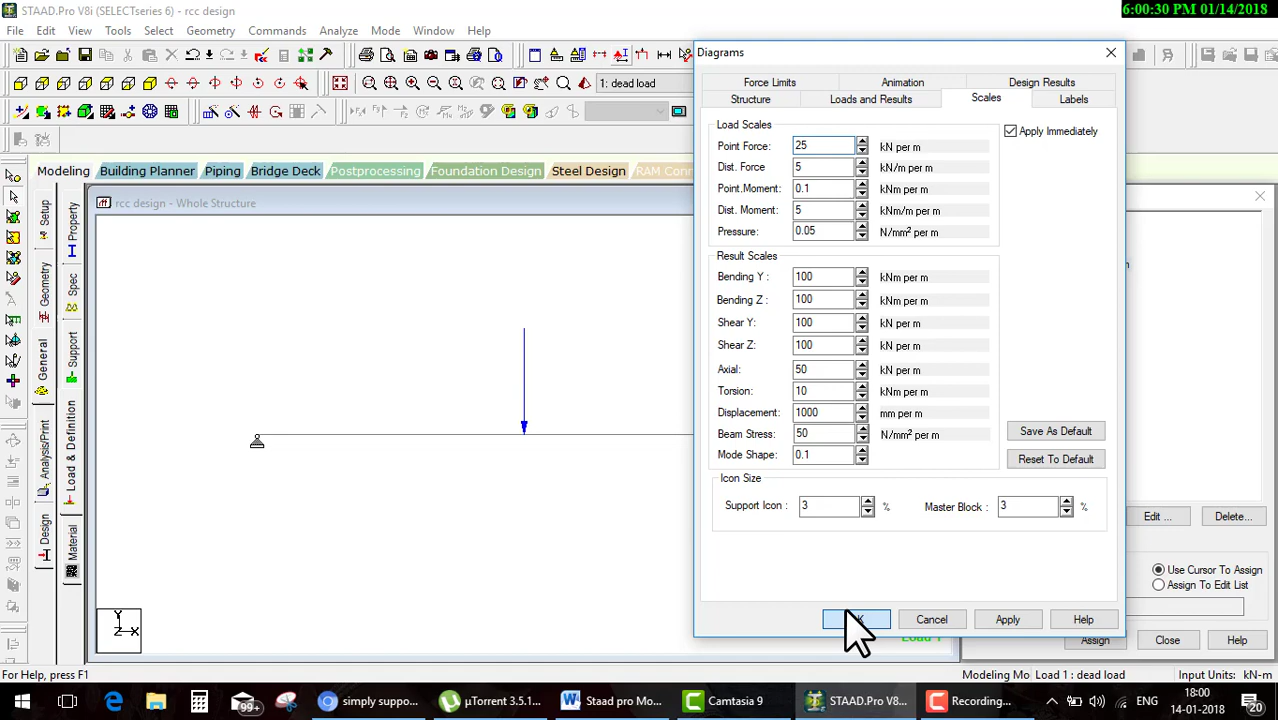 STAAD.Pro V8i (SELECTseries 6) - rcc design
6:00:30 PM 01/14/2018
File Edit View Tools Select Geometry Commands Analyze Mode Window Help
1: dead load
Modeling Building Planner Piping Bridge Deck Postprocessing Foundation Design Steel Design RAM Conn
rcc design - Whole Structure
Setup
Geometry
General
Analysis/Print
Design
Property
Spec
Support
Load & Definition
Material
Y
Z X
Load 1
Diagrams
Force Limits Animation Design Results
Structure Loads and Results Scales Labels
Load Scales
Apply Immediately
Point Force: 25 kN per m
Dist. Force 5 kN/m per m
Point.Moment: 0.1 kNm per m
Dist. Moment: 5 kNm/m per m
Pressure: 0.05 N/mm² per m
Result Scales
Bending Y : 100 kNm per m
Bending Z : 100 kNm per m
Shear Y: 100 kN per m
Shear Z: 100 kN per m
Axial: 50 kN per m
Torsion: 10 kNm per m
Displacement: 1000 mm per m
Beam Stress: 50 N/mm² per m
Mode Shape: 0.1
Save As Default
Reset To Default
Icon Size
Support Icon : 3 %
Master Block : 3 %
Cancel Apply Help
Edit ... Delete...
Use Cursor To Assign
Assign To Edit List
Assign Close Help
For Help, press F1
Modeling Mo Load 1 : dead load Input Units: kN-m
99+ simply suppo... µTorrent 3.5.1... Staad pro Mo... Camtasia 9 STAAD.Pro V8... Recording... ENG 18:00
14-01-2018 20